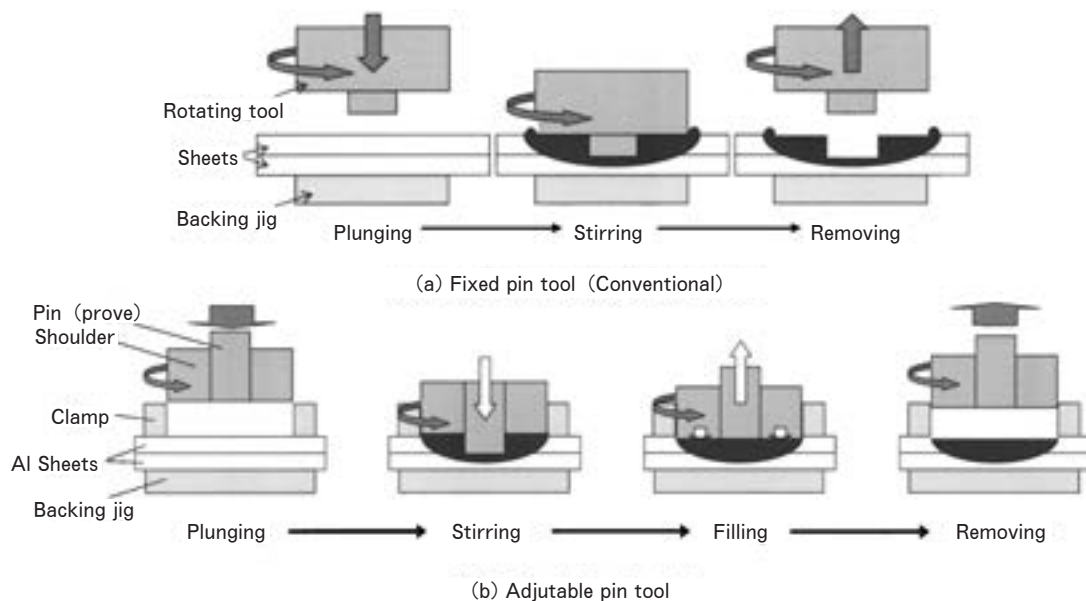 Rotating tool
Sheets
Backing jig
Plunging
Stirring
Removing
(a) Fixed pin tool (Conventional)
Pin (prove)
Shoulder
Clamp
Al Sheets
Backing jig
Plunging
Stirring
Filling
Removing
(b) Adjutable pin tool